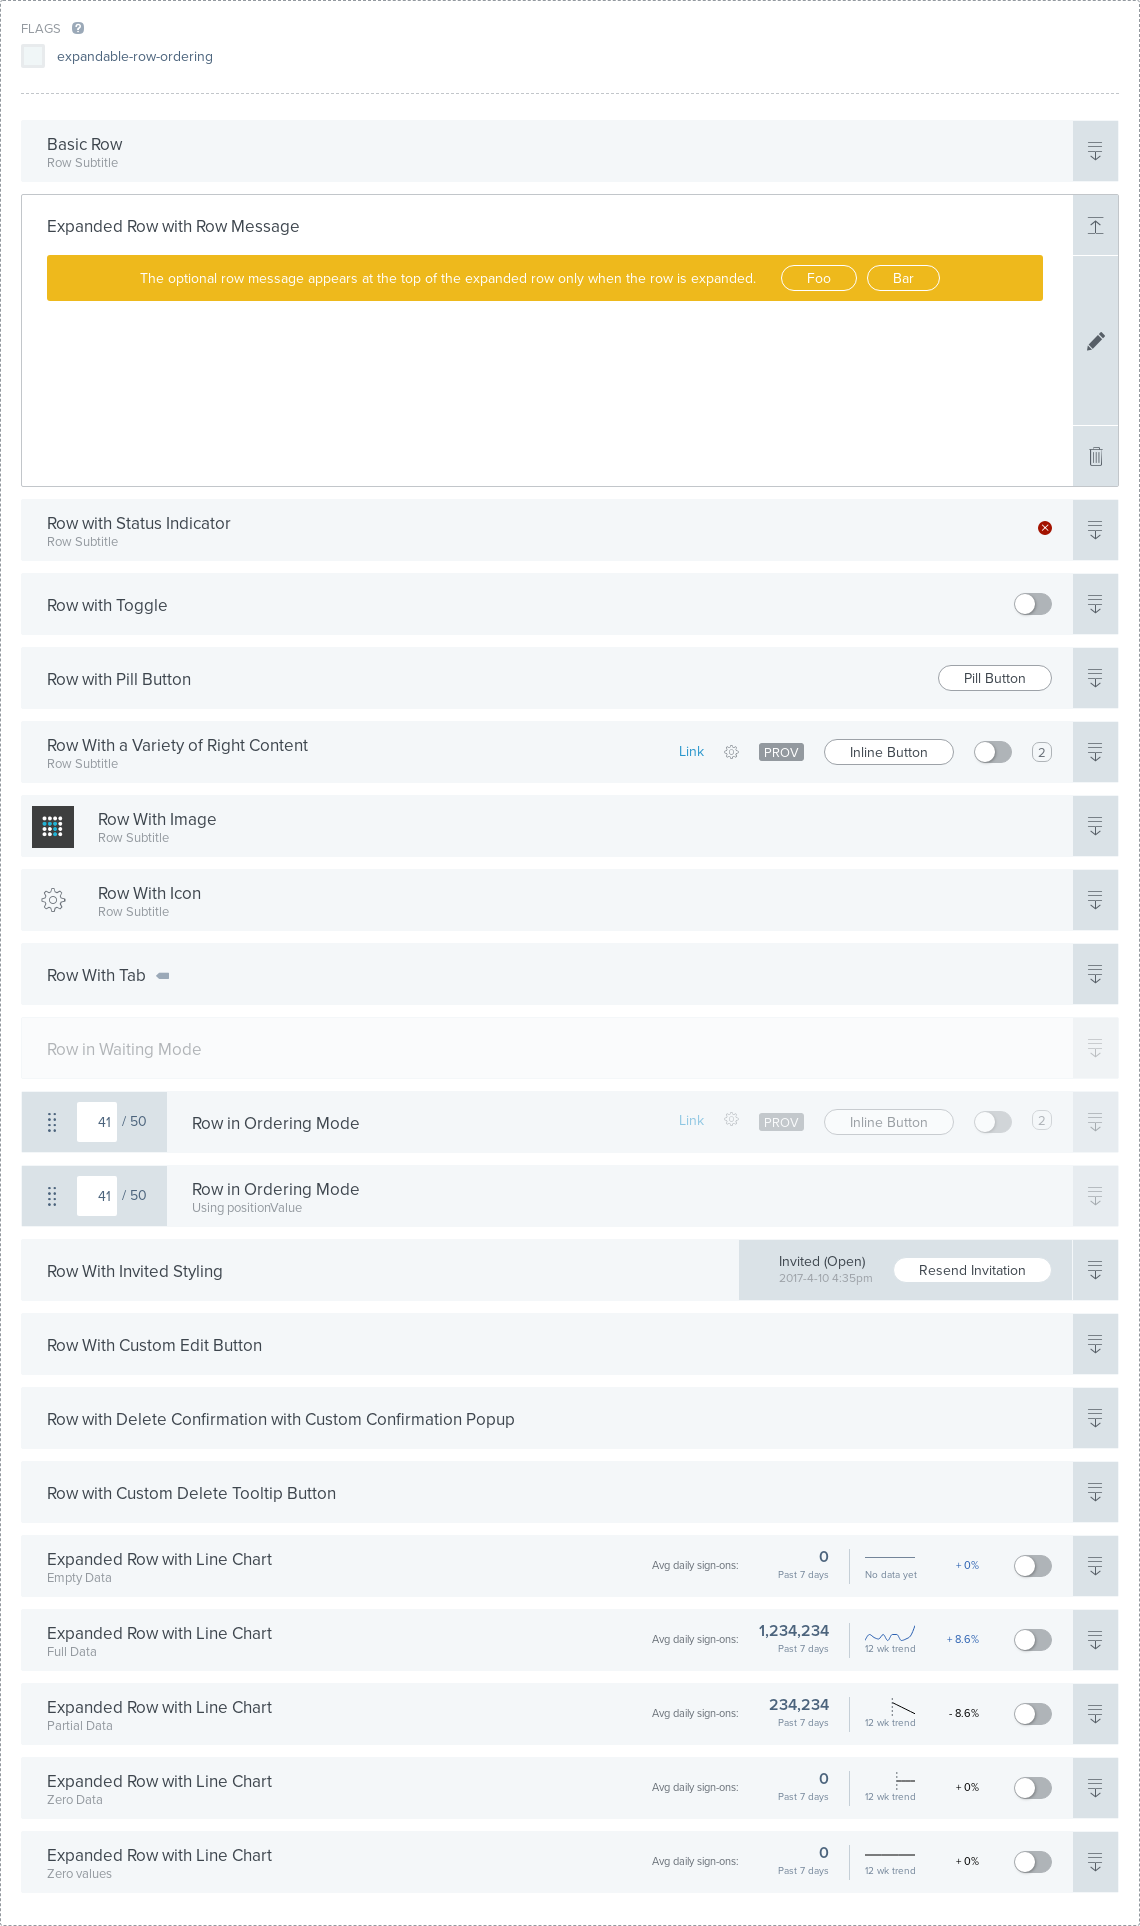 FLAGS ?
expandable-row-ordering
Basic Row
Row Subtitle
Expanded Row with Row Message
The optional row message appears at the top of the expanded row only when the row is expanded. Foo Bar
Row with Status Indicator
Row Subtitle
Row with Toggle
Row with Pill Button
Pill Button
Row With a Variety of Right Content
Row Subtitle
Link PROV Inline Button 2
Row With Image
Row Subtitle
Row With Icon
Row Subtitle
Row With Tab
Row in Waiting Mode
41 / 50 Row in Ordering Mode Link PROV Inline Button 2
41 / 50
Row in Ordering Mode
Using positionValue
Row With Invited Styling
Invited (Open)
2017-4-10 4:35pm
Resend Invitation
Row With Custom Edit Button
Row with Delete Confirmation with Custom Confirmation Popup
Row with Custom Delete Tooltip Button
Expanded Row with Line Chart
Empty Data
Avg daily sign-ons:
0
Past 7 days
No data yet
+ 0%
Expanded Row with Line Chart
Full Data
Avg daily sign-ons:
1,234,234
Past 7 days
12 wk trend
+ 8.6%
Expanded Row with Line Chart
Partial Data
Avg daily sign-ons:
234,234
Past 7 days
12 wk trend
- 8.6%
Expanded Row with Line Chart
Zero Data
Avg daily sign-ons:
0
Past 7 days
12 wk trend
+ 0%
Expanded Row with Line Chart
Zero values
Avg daily sign-ons:
0
Past 7 days
12 wk trend
+ 0%